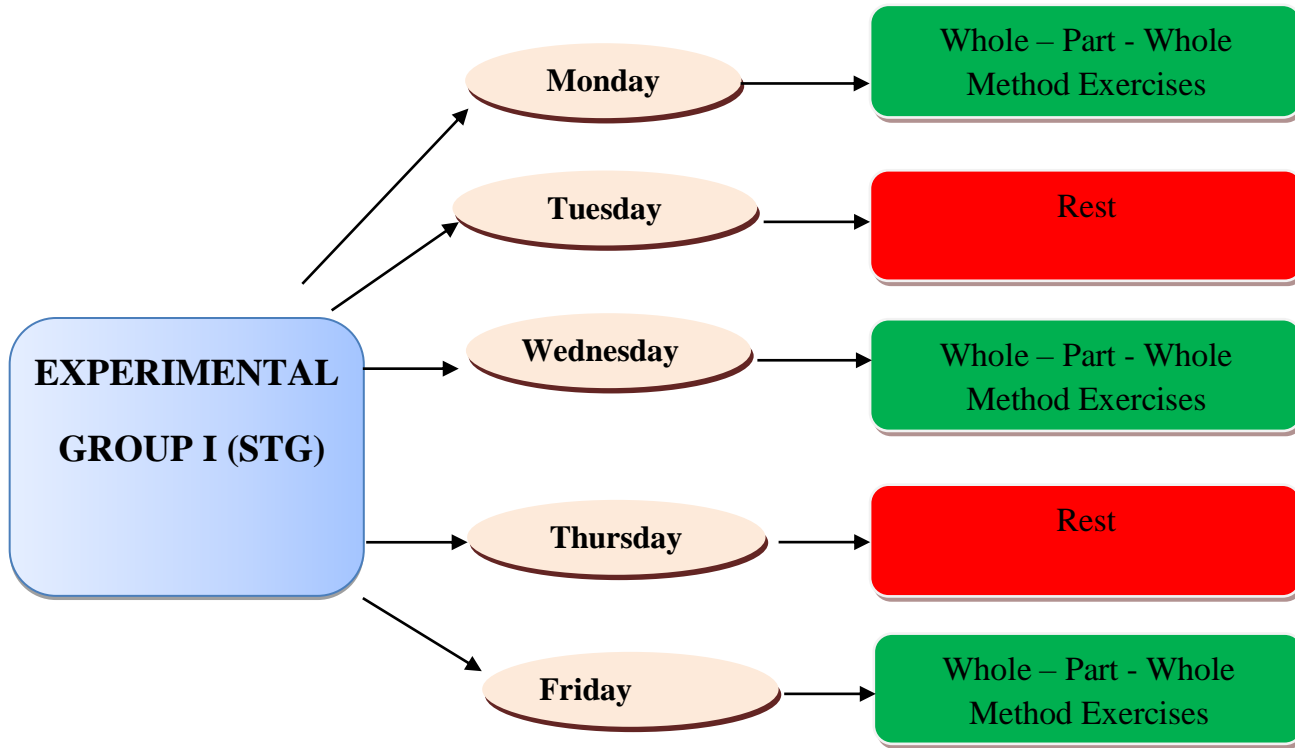 Whole – Part - Whole
Method Exercises
Monday
Tuesday
Rest
EXPERIMENTAL
GROUP I (STG)
Wednesday
Whole – Part - Whole
Method Exercises
Thursday
Rest
Friday
Whole – Part - Whole
Method Exercises